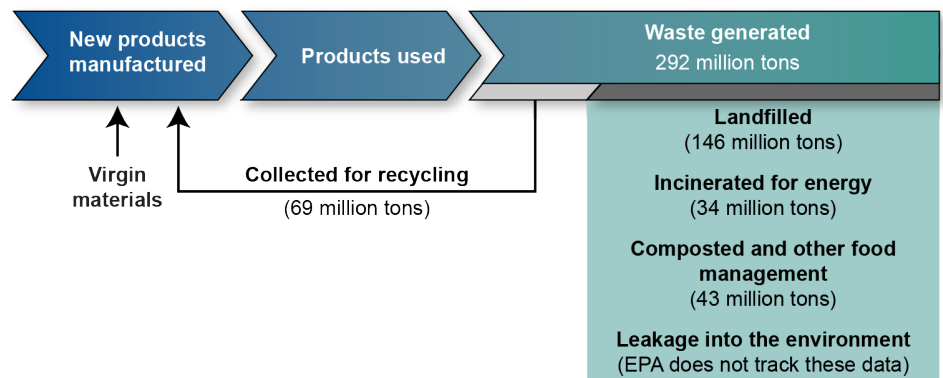 New products
manufactured
Products used
Waste generated
292 million tons
Virgin
materials
Collected for recycling
(69 million tons)
Landfilled
(146 million tons)
Incinerated for energy
(34 million tons)
Composted and other food
management
(43 million tons)
Leakage into the environment
(EPA does not track these data)